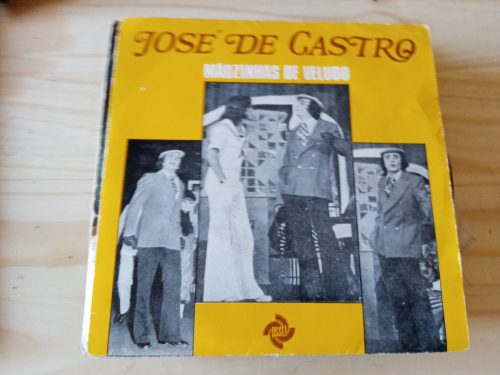 JOSÉ DE CASTRO
MÃOZINHAS DE VELUDO